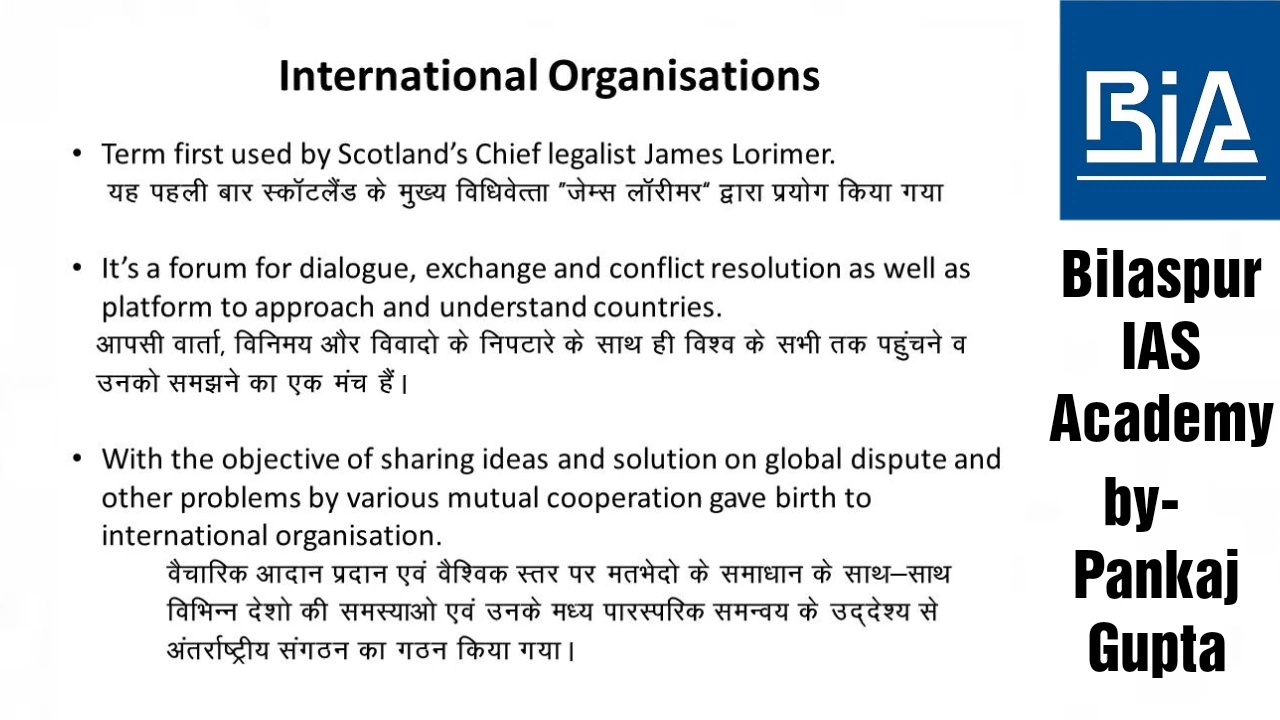 International Organisations
• Term first used by Scotland's Chief legalist James Lorimer.
यह पहली बार स्कॉटलैंड के मुख्य विधिवेत्ता "जेम्स लॉरीमर" द्वारा प्रयोग किया गया
• It's a forum for dialogue, exchange and conflict resolution as well as
platform to approach and understand countries.
आपसी वार्ता, विनिमय और विवादो के निपटारे के साथ ही विश्व के सभी तक पहुंचने व
उनको समझने का एक मंच हैं।
• With the objective of sharing ideas and solution on global dispute and
other problems by various mutual cooperation gave birth to
international organisation.
वैचारिक आदान प्रदान एवं वैश्विक स्तर पर मतभेदो के समाधान के साथ–साथ
विभिन्न देशो की समस्याओ एवं उनके मध्य पारस्परिक समन्वय के उद्देश्य से
अंतर्राष्ट्रीय संगठन का गठन किया गया।
BiA
Bilaspur
IAS
Academy
by-
Pankaj
Gupta